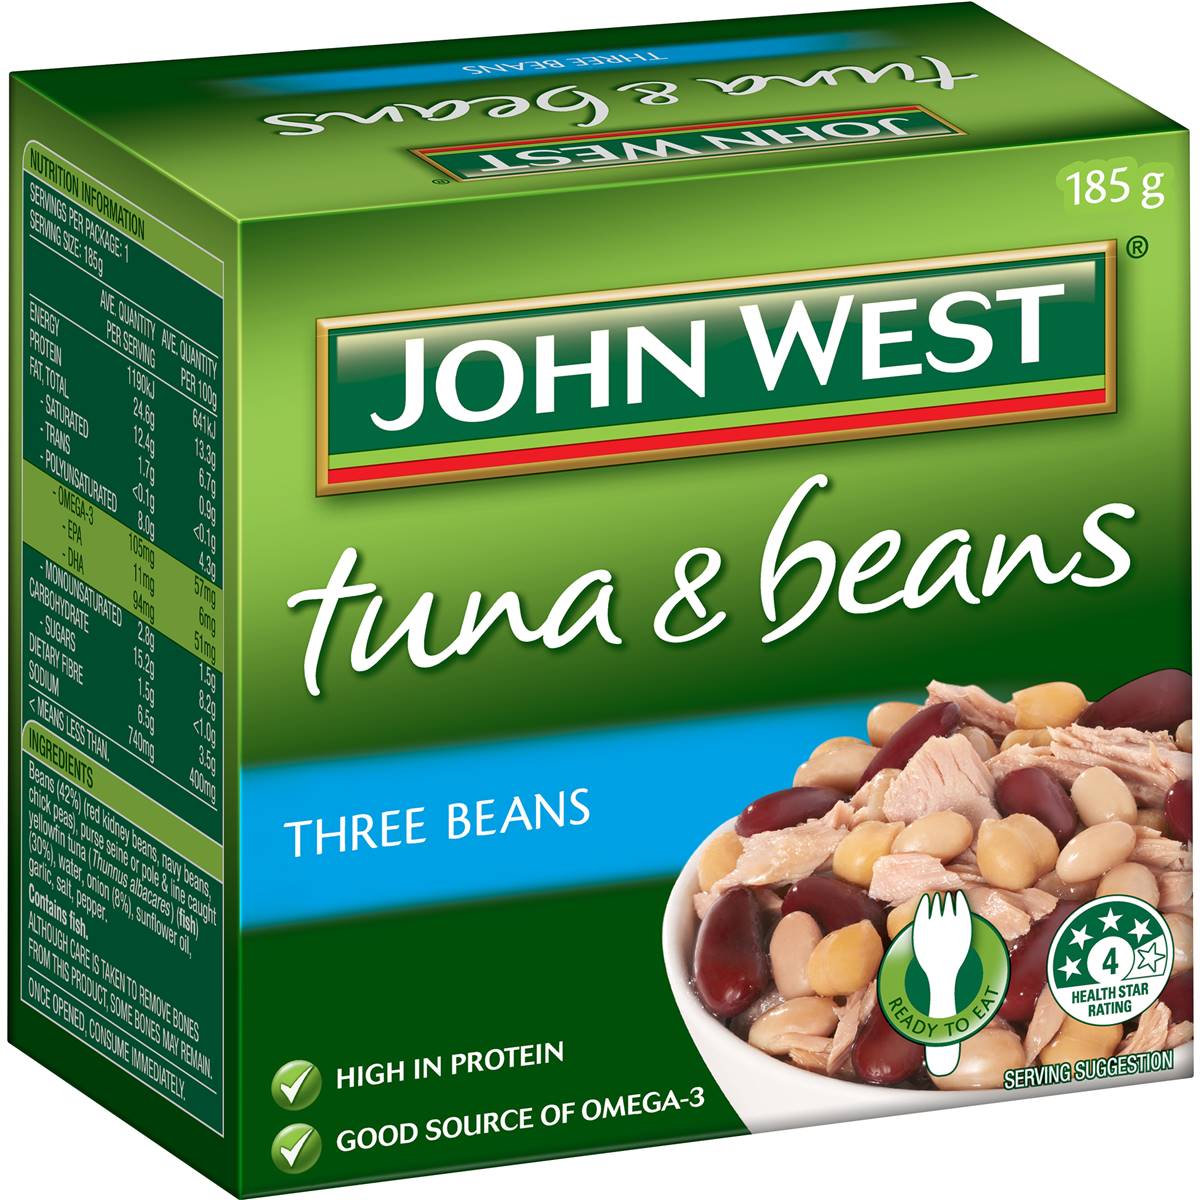 THREE BEANS
tuna & beans
JOHN WEST
®
185 g
JOHN WEST
®
tuna & beans
THREE BEANS
HIGH IN PROTEIN
GOOD SOURCE OF OMEGA-3
READY TO EAT
4
HEALTH STAR
RATING
SERVING SUGGESTION
NUTRITION INFORMATION
SERVINGS PER PACKAGE: 1
SERVING SIZE: 185g
AVE. QUANTITY AVE. QUANTITY
PER SERVING PER 100g
ENERGY 1190kJ 641kJ
PROTEIN 24.6g 13.3g
FAT, TOTAL 12.4g 6.7g
- SATURATED 1.7g 0.9g
- TRANS <0.1g <0.1g
- POLYUNSATURATED 8.0g 4.3g
- OMEGA-3 105mg 57mg
- EPA 11mg 6mg
- DHA 94mg 51mg
- MONOUNSATURATED 2.8g 1.5g
CARBOHYDRATE 15.2g 8.2g
- SUGARS 1.5g <1.0g
DIETARY FIBRE 6.5g 3.5g
SODIUM 740mg 400mg
< MEANS LESS THAN.
INGREDIENTS
Beans (42%) (red kidney beans, navy beans,
chick peas), purse seine or pole & line caught
yellowfin tuna (Thunnus albacares) (fish)
(30%), water, onion (8%), sunflower oil,
garlic, salt, pepper.
Contains fish.
ALTHOUGH CARE IS TAKEN TO REMOVE BONES
FROM THIS PRODUCT, SOME BONES MAY REMAIN.
ONCE OPENED, CONSUME IMMEDIATELY.